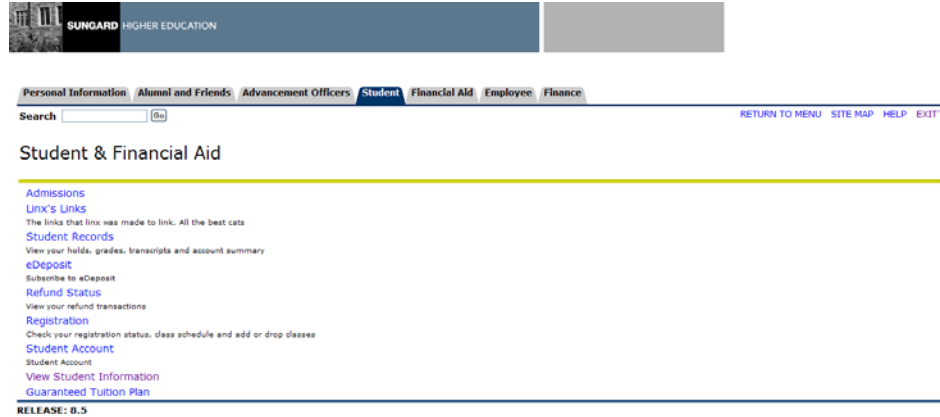 SUNGARD HIGHER EDUCATION
Personal Information Alumni and Friends Advancement Officers Student Financial Aid Employee Finance
Search Go RETURN TO MENU SITE MAP HELP EXIT
Student & Financial Aid
Admissions
Linx's Links
The links that linx was made to link. All the best cats
Student Records
View your holds, grades, transcripts and account summary
eDeposit
Subscribe to eDeposit
Refund Status
View your refund transactions
Registration
Check your registration status, class schedule and add or drop classes
Student Account
Student Account
View Student Information
Guaranteed Tuition Plan
RELEASE: 8.5